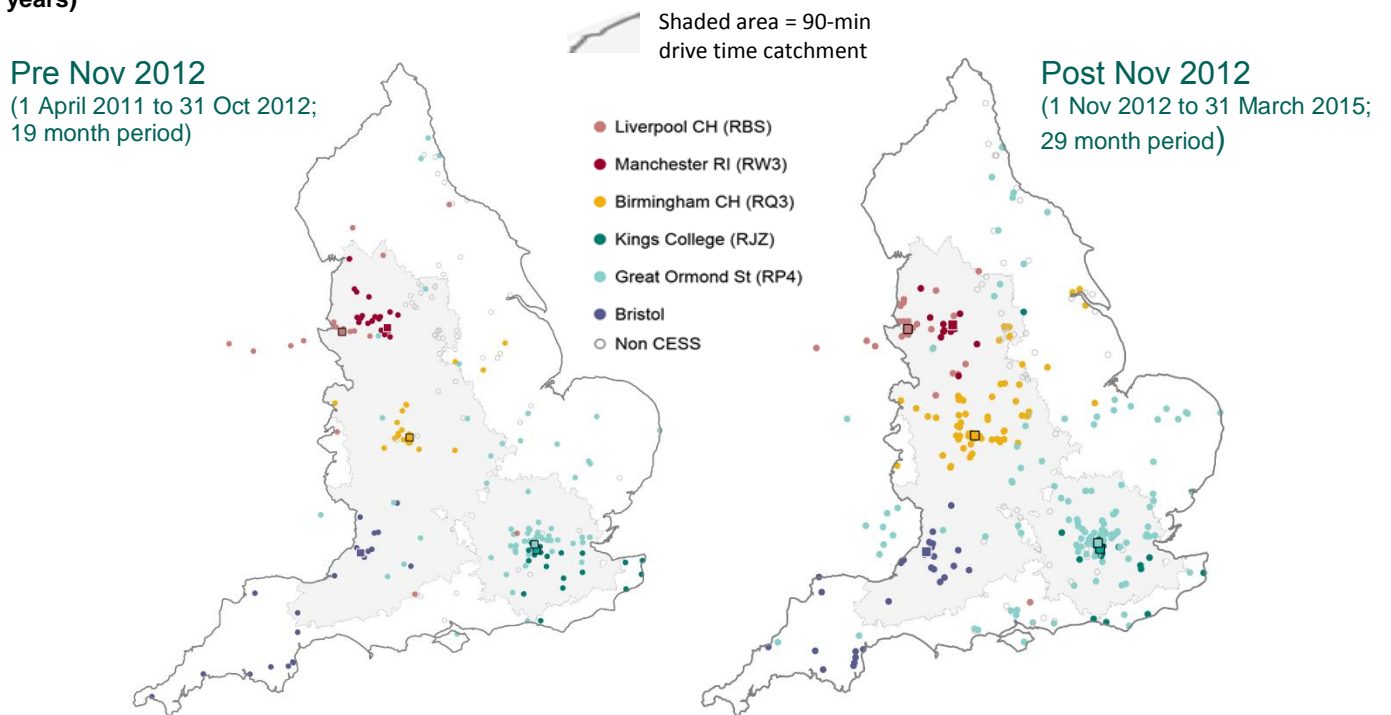 years)
Shaded area = 90-min
drive time catchment
Pre Nov 2012
(1 April 2011 to 31 Oct 2012;
19 month period)
Post Nov 2012
(1 Nov 2012 to 31 March 2015;
29 month period)
Liverpool CH (RBS)
Manchester RI (RW3)
Birmingham CH (RQ3)
Kings College (RJZ)
Great Ormond St (RP4)
Bristol
Non CESS